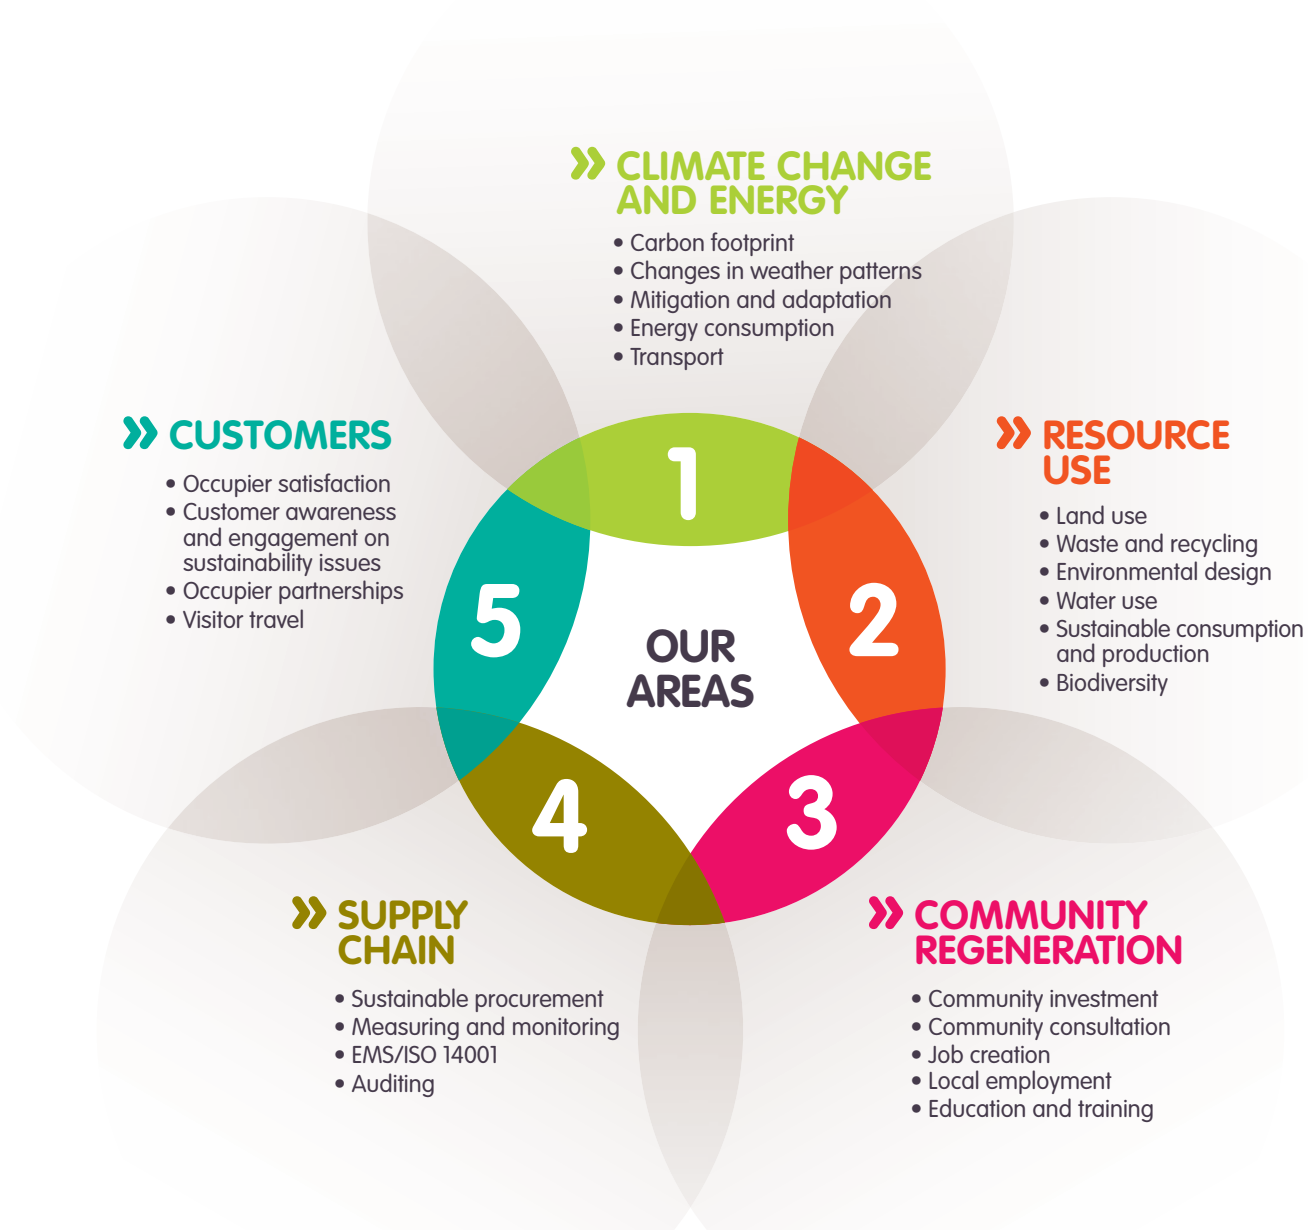 » CLIMATE CHANGE
AND ENERGY
• Carbon footprint
• Changes in weather patterns
• Mitigation and adaptation
• Energy consumption
• Transport
» RESOURCE
USE
• Land use
• Waste and recycling
• Environmental design
• Water use
• Sustainable consumption
and production
• Biodiversity
» COMMUNITY
REGENERATION
• Community investment
• Community consultation
• Job creation
• Local employment
• Education and training
» SUPPLY
CHAIN
• Sustainable procurement
• Measuring and monitoring
• EMS/ISO 14001
• Auditing
» CUSTOMERS
• Occupier satisfaction
• Customer awareness
and engagement on
sustainability issues
• Occupier partnerships
• Visitor travel
OUR
AREAS
1
2
3
4
5